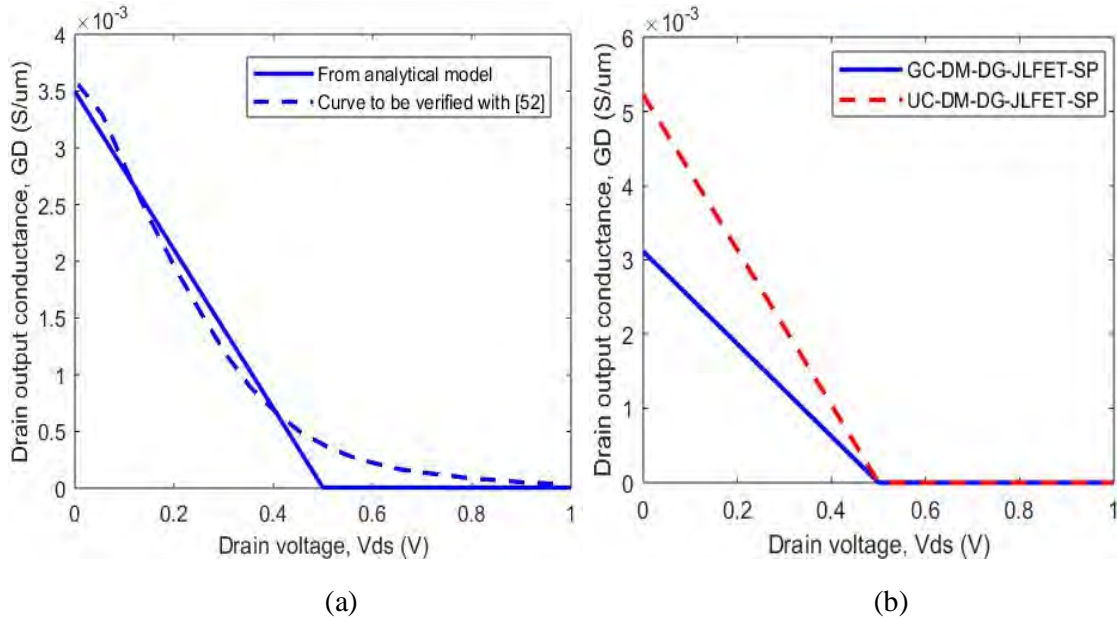 ×10-3
4
3.5
3
2.5
2
1.5
1
0.5
0
Drain output conductance, GD (S/um)
From analytical model
Curve to be verified with [52]
0 0.2 0.4 0.6 0.8 1
Drain voltage, Vds (V)
(a)
×10-3
6
5
4
3
2
1
0
Drain output conductance, GD (S/um)
GC-DM-DG-JLFET-SP
UC-DM-DG-JLFET-SP
0 0.2 0.4 0.6 0.8 1
Drain voltage, Vds (V)
(b)